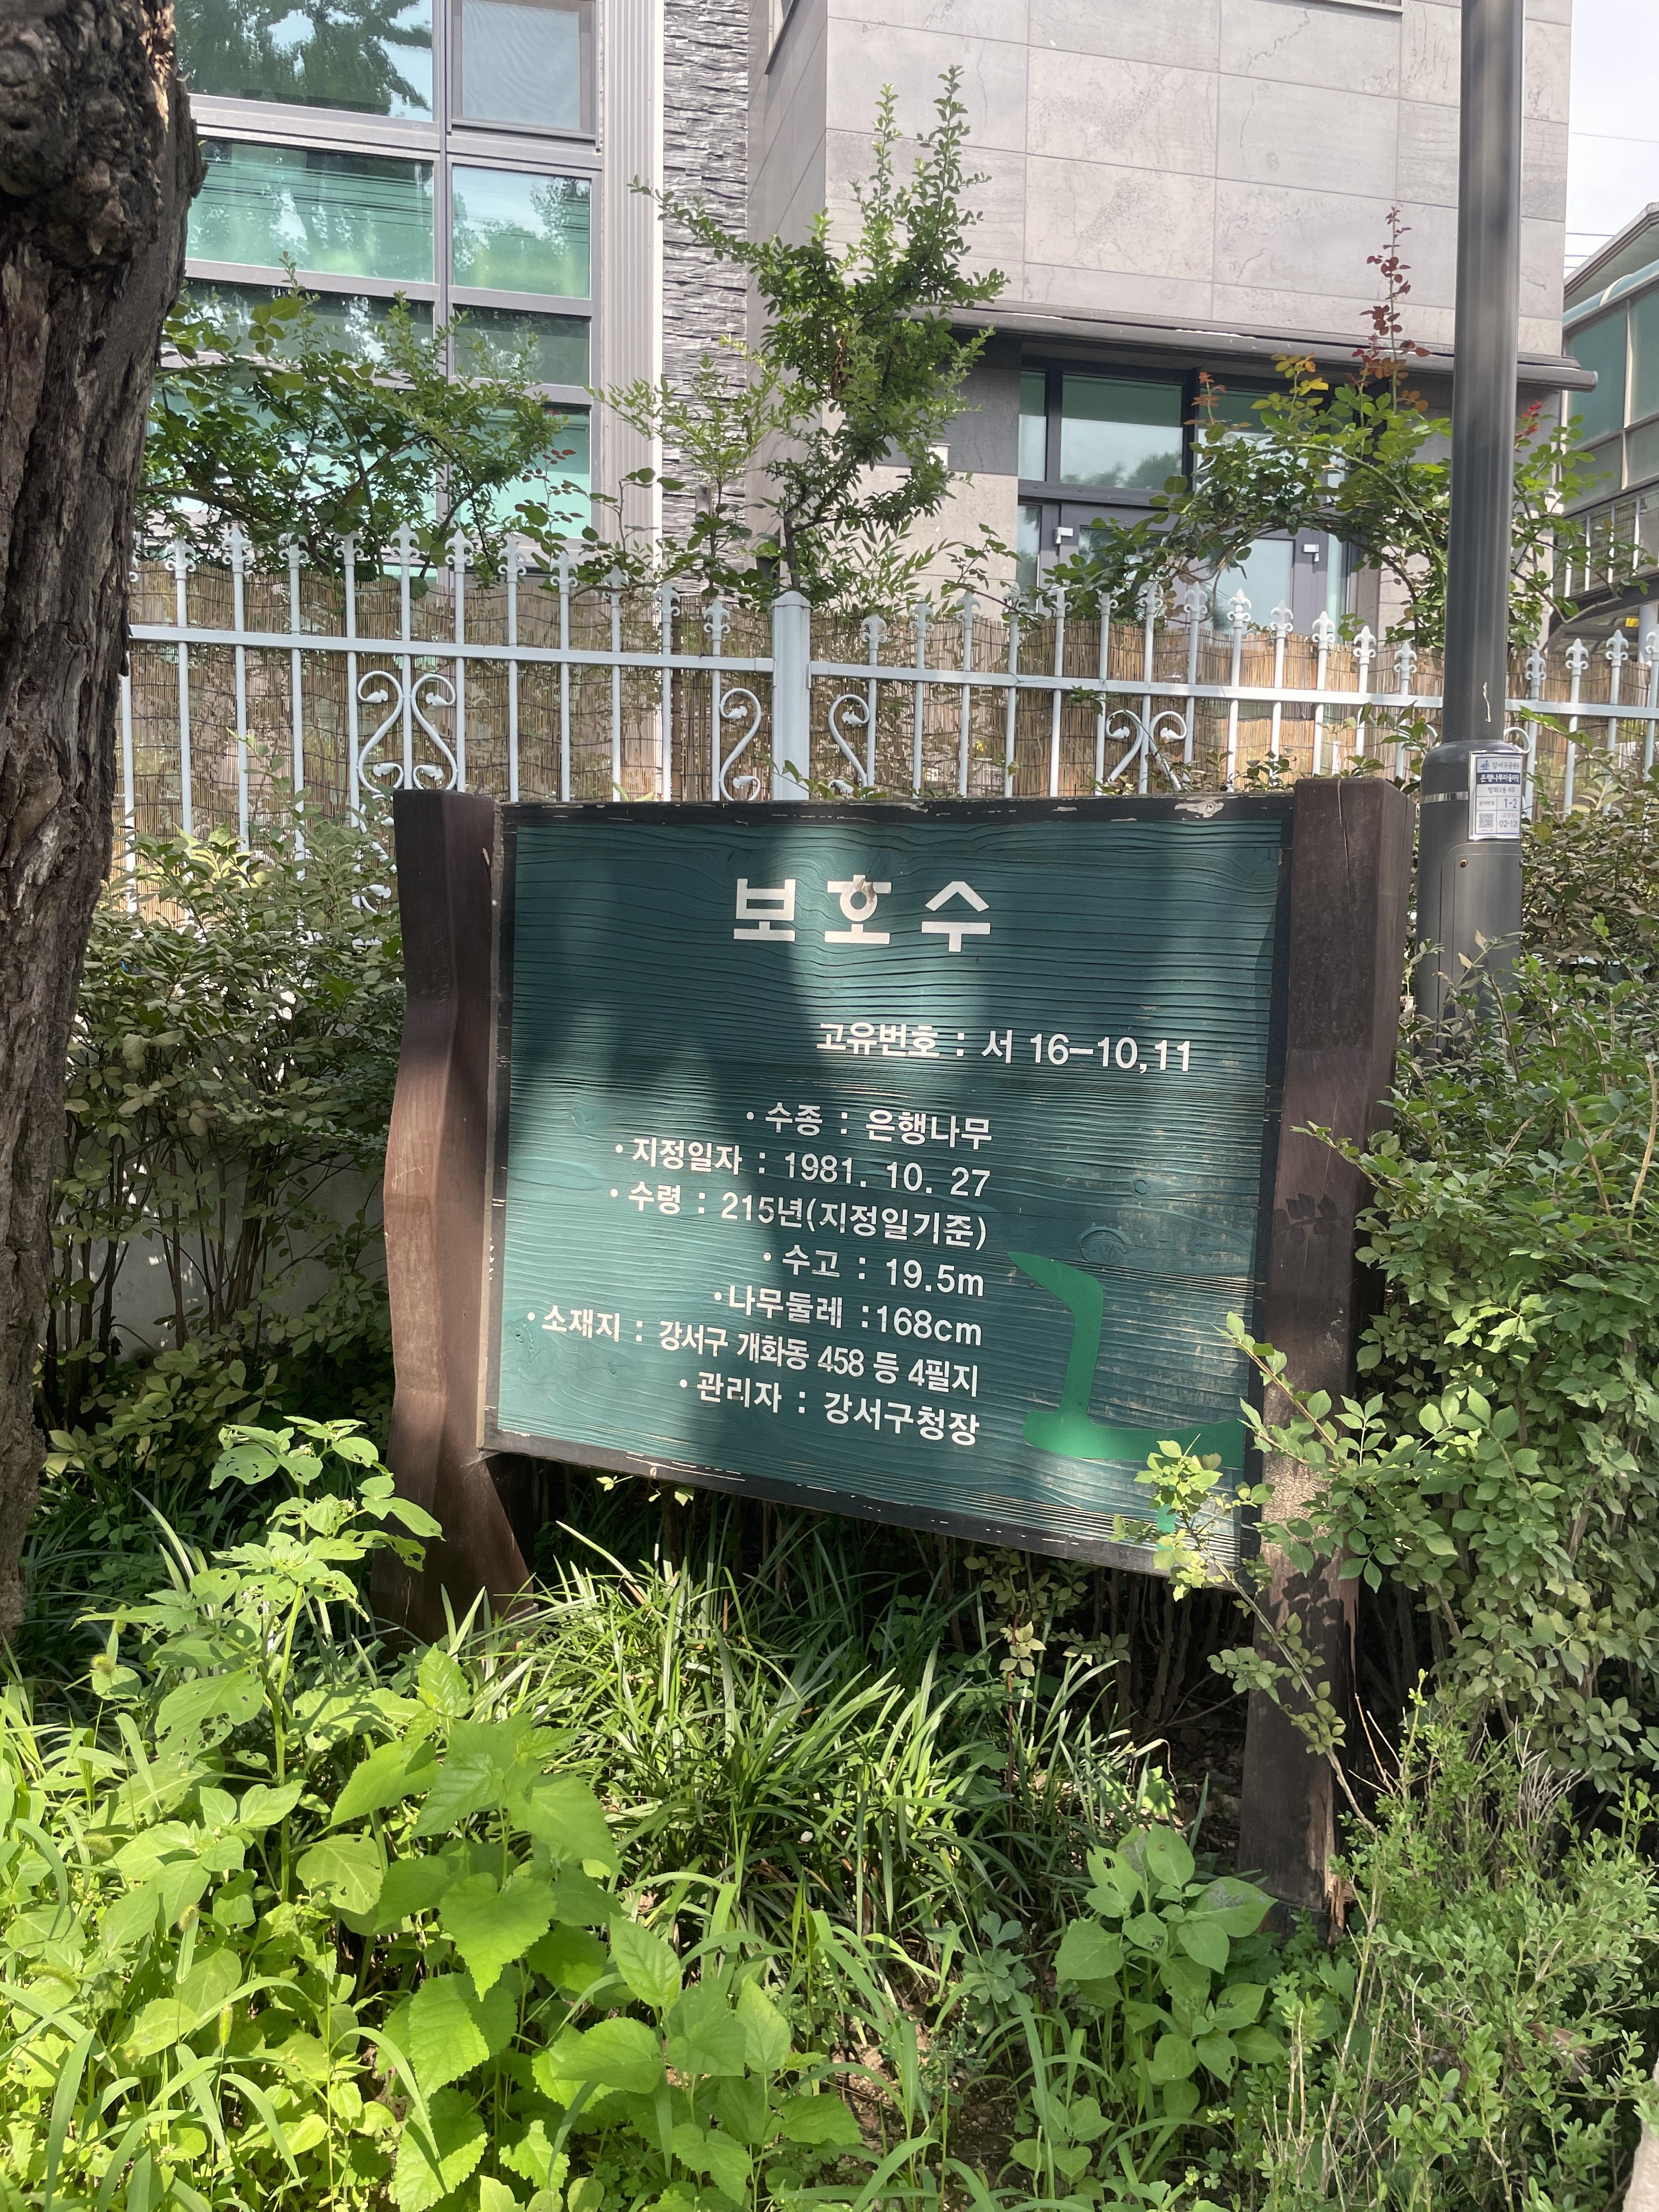 보호수
고유번호 : 서 16-10,11
• 수종 : 은행나무
• 지정일자 : 1981. 10. 27
• 수령 : 215년(지정일기준)
• 수고 : 19.5m
• 나무둘레 :168cm
• 소재지 : 강서구 개화동 458 등 4필지
• 관리자 : 강서구청장
1-2